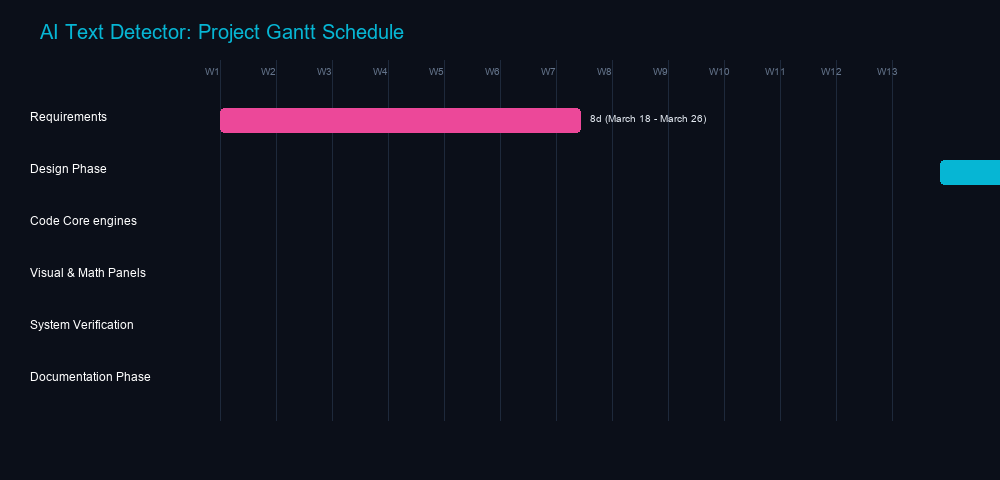 AI Text Detector: Project Gantt Schedule
W1 W2 W3 W4 W5 W6 W7 W8 W9 W10 W11 W12 W13
Requirements 8d (March 18 - March 26)
Design Phase
Code Core engines
Visual & Math Panels
System Verification
Documentation Phase